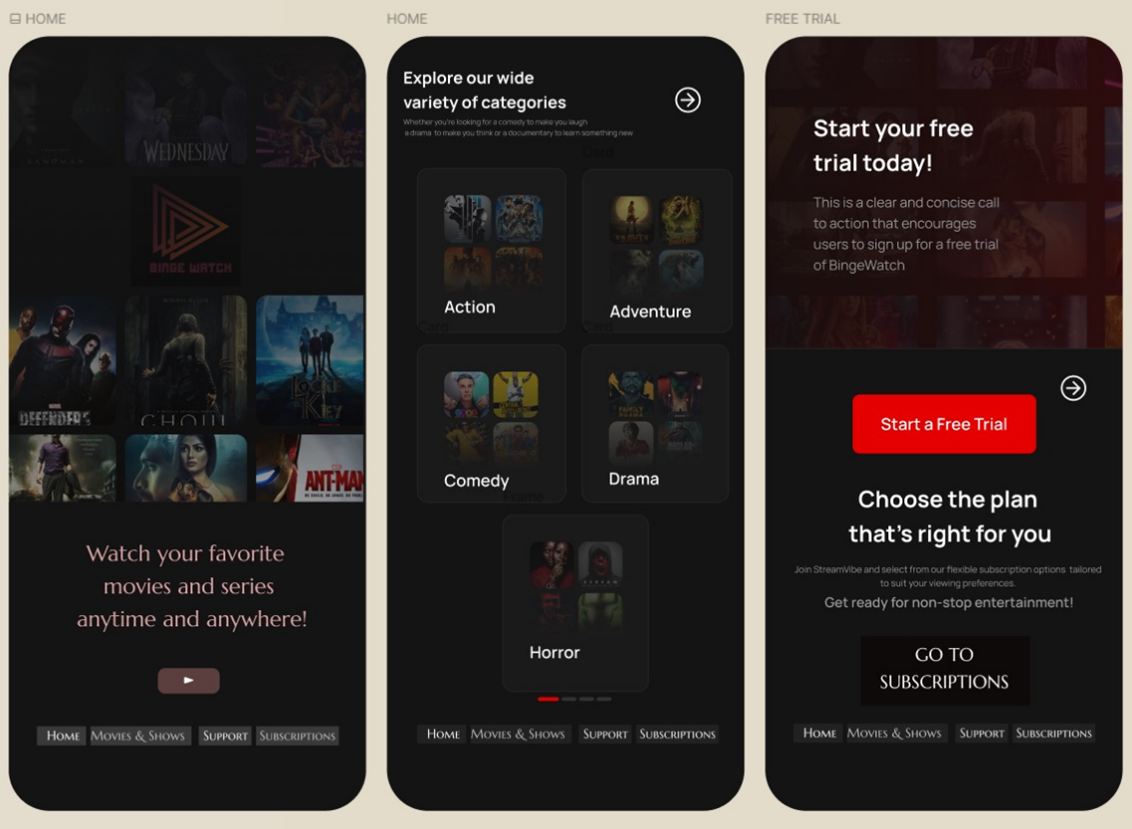 HOME
WEDNESDAY
BINGE WATCH
MARVEL
DEFENDERS
GHOUL
LOCKE
KEY
ANT-MAN
Watch your favorite
movies and series
anytime and anywhere!
Home
Movies & Shows
Support
Subscriptions
HOME
Explore our wide
variety of categories
Whether you're looking for a comedy to make you laugh
a drama to make you think or a documentary to learn something new
Card
Action
Adventure
Card
Card
Comedy
Drama
Frame
SCREAM
Horror
Home
Movies & Shows
Support
Subscriptions
FREE TRIAL
Start your free
trial today!
This is a clear and concise call
to action that encourages
users to sign up for a free trial
of BingeWatch
Start a Free Trial
Choose the plan
that's right for you
Join StreamVibe and select from our flexible subscription options tailored
to suit your viewing preferences.
Get ready for non-stop entertainment!
GO TO
SUBSCRIPTIONS
Home
Movies & Shows
Support
Subscriptions